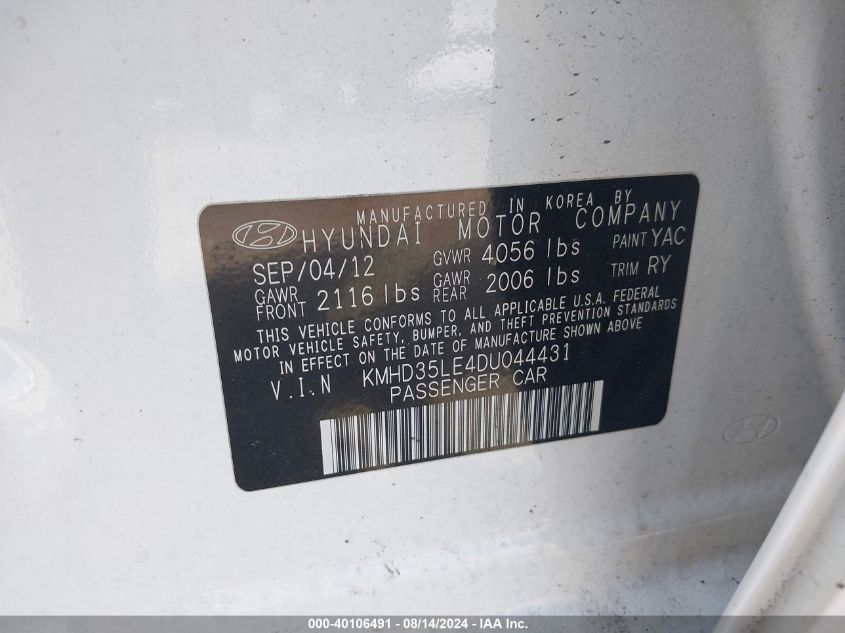 MANUFACTURED IN KOREA BY
HYUNDAI MOTOR COMPANY
SEP/04/12 GVWR 4056 lbs PAINT YAC
GAWR FRONT 2116 lbs GAWR REAR 2006 lbs TRIM RY
THIS VEHICLE CONFORMS TO ALL APPLICABLE U.S.A. FEDERAL
MOTOR VEHICLE SAFETY, BUMPER, AND THEFT PREVENTION STANDARDS
IN EFFECT ON THE DATE OF MANUFACTURE SHOWN ABOVE
V.I.N KMHD35LE4DU044431
PASSENGER CAR
000-40106491 - 08/14/2024 - IAA Inc.